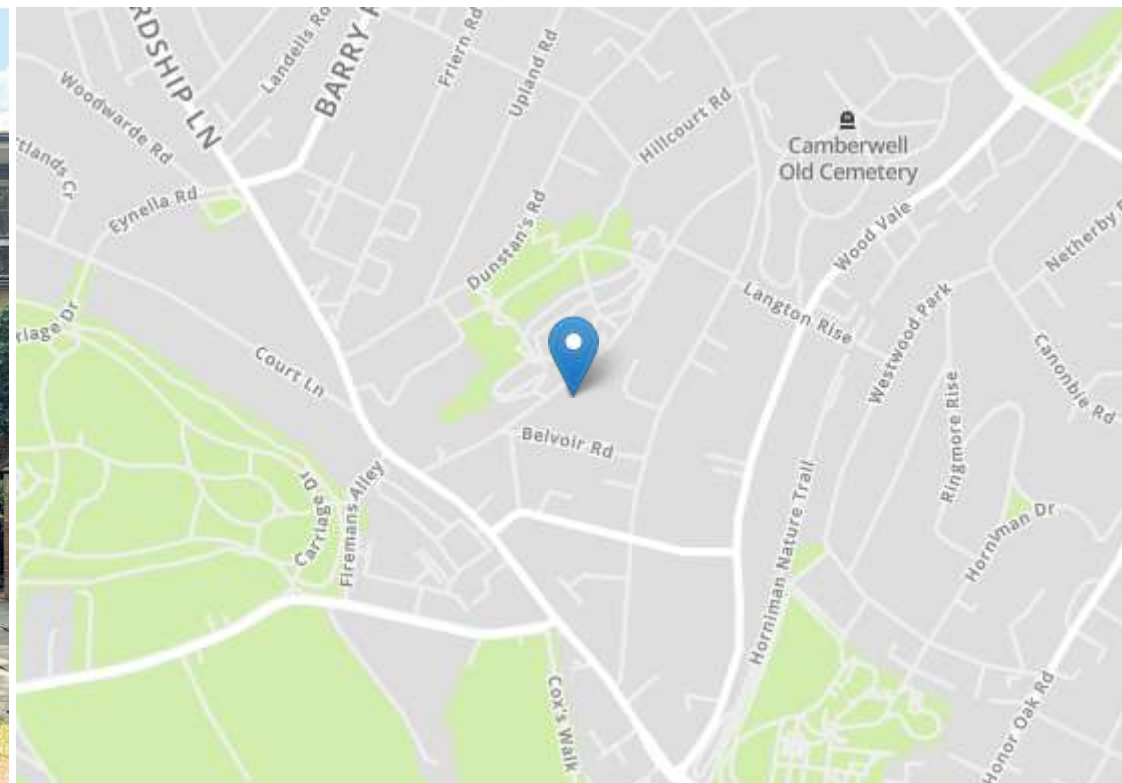 RDSHIP LN
Landells Ro
BARRY R
Friern Rd
Upland Rd
Woodwarde Rd
rtlands Cr
Eynella Rd
Hillcourt Rd
Camberwell
Old Cemetery
Wood Vale
Netherby R
Dunstan's Rd
Langton Rise
Westwood Park
Canonbie Rd
rriage Dr
Court Ln
Belvoir Rd
Ringmore Rise
Carriage Dr
Firemans Alley
Horniman Nature Trail
Horniman Dr
Cox's Walk
Honor Oak Rd